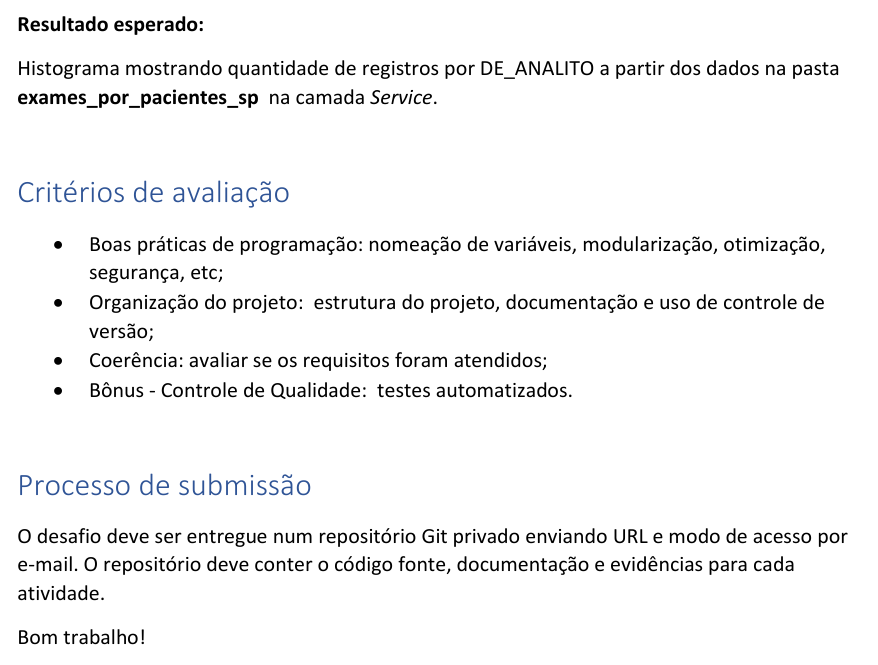 Resultado esperado:
Histograma mostrando quantidade de registros por DE_ANALITO a partir dos dados na pasta
exames_por_pacientes_sp  na camada Service.
Critérios de avaliação
• Boas práticas de programação: nomeação de variáveis, modularização, otimização,
segurança, etc;
• Organização do projeto:  estrutura do projeto, documentação e uso de controle de
versão;
• Coerência: avaliar se os requisitos foram atendidos;
• Bônus - Controle de Qualidade:  testes automatizados.
Processo de submissão
O desafio deve ser entregue num repositório Git privado enviando URL e modo de acesso por
e-mail. O repositório deve conter o código fonte, documentação e evidências para cada
atividade.
Bom trabalho!